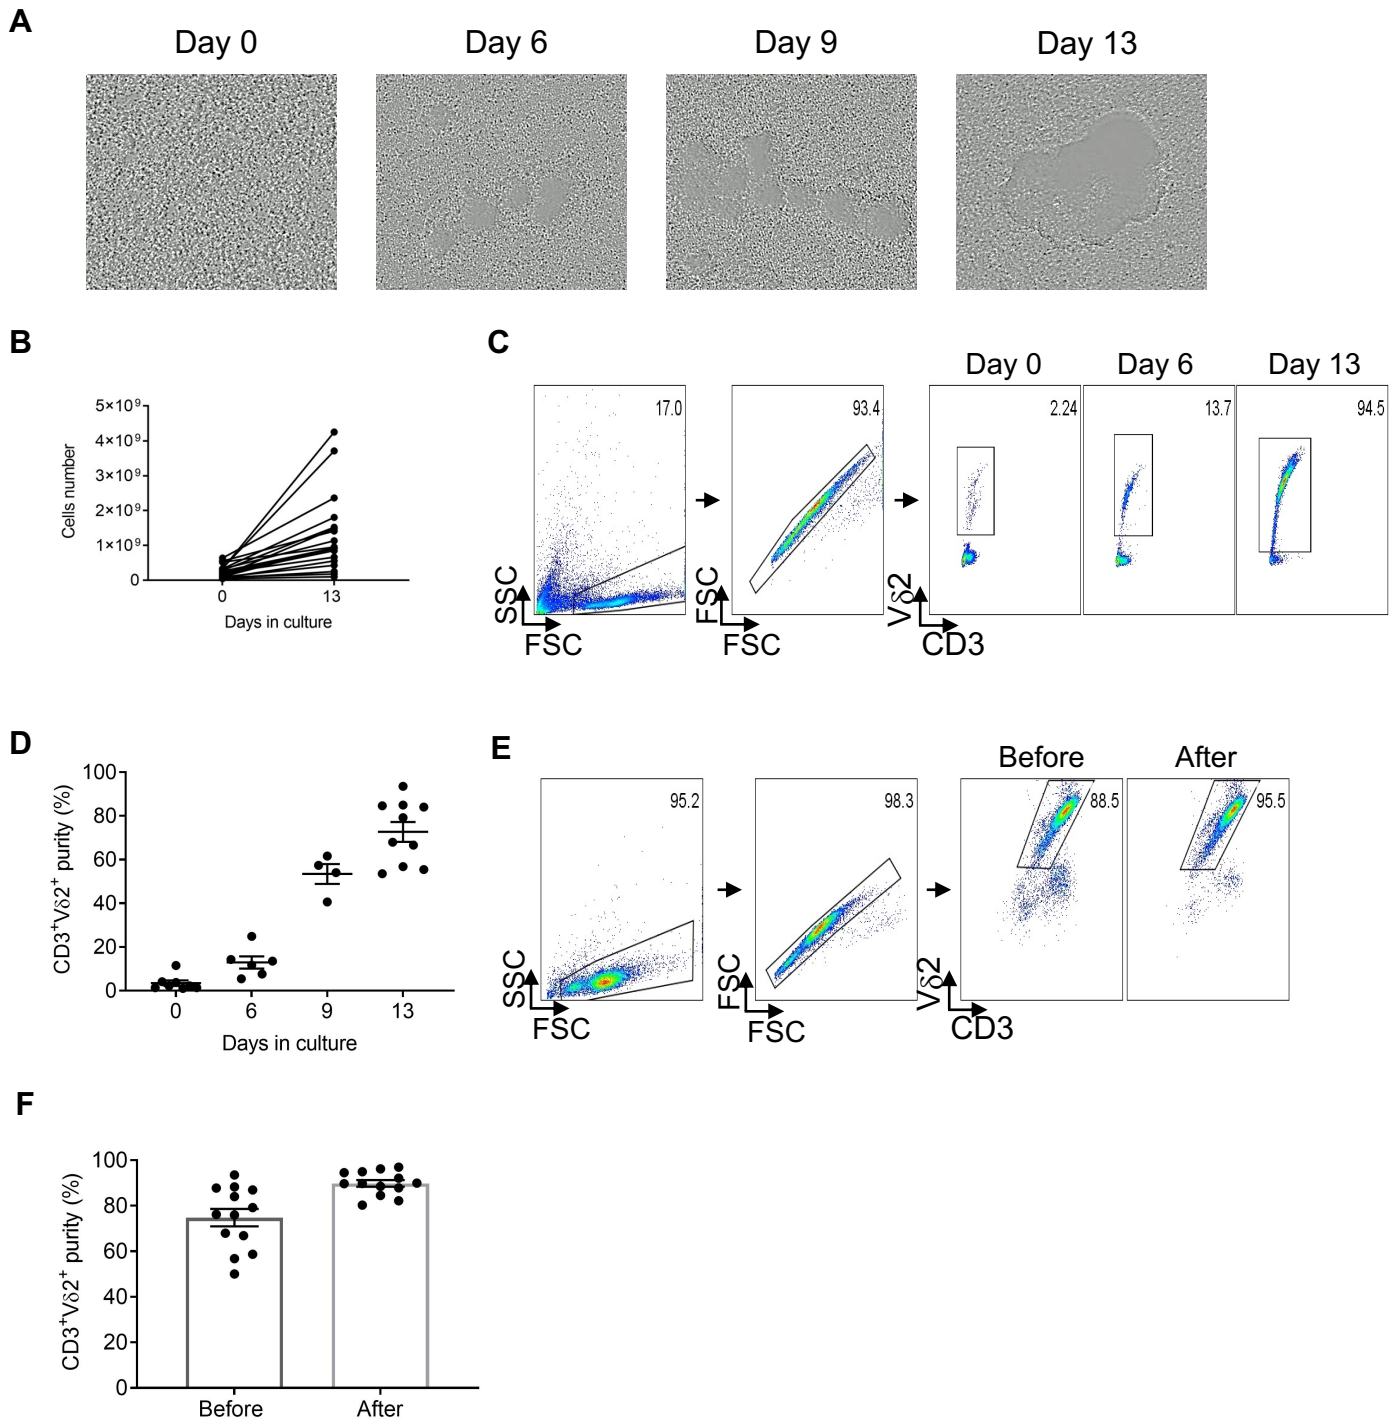 A
Day 0
Day 6
Day 9
Day 13
B
5×10⁹
4×10⁹
3×10⁹
2×10⁹
1×10⁹
0
Cells number
0
13
Days in culture
C
Day 0
Day 6
Day 13
17.0
93.4
2.24
13.7
94.5
SSC
FSC
FSC
FSC
Vδ2
CD3
D
100
80
60
40
20
0
CD3⁺Vδ2⁺ purity (%)
0
6
9
13
Days in culture
E
Before
After
95.2
98.3
88.5
95.5
SSC
FSC
FSC
FSC
Vδ2
CD3
F
100
80
60
40
20
0
CD3⁺Vδ2⁺ purity (%)
Before
After